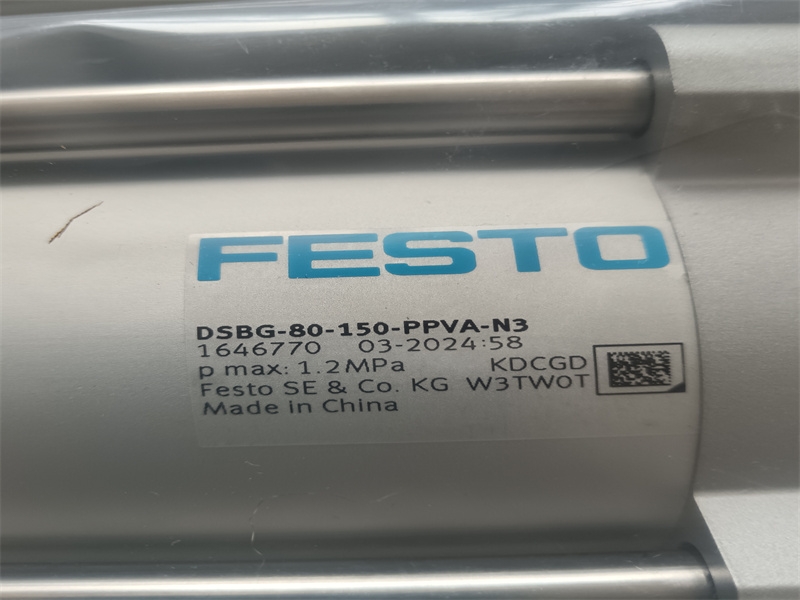 FESTO
DSBG-80-150-PPVA-N3
1646770 03-2024:58
p max: 1.2MPa KDCGD
Festo SE & Co. KG W3TW0T
Made in China